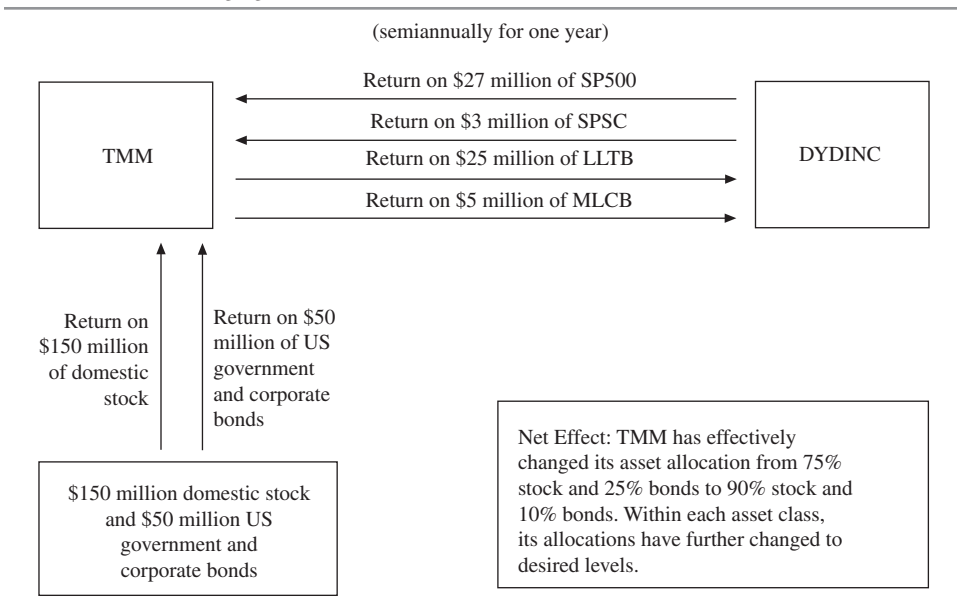 (semiannually for one year)
Return on $27 million of SP500
Return on $3 million of SPSC
TMM
DYDINC
Return on $25 million of LLTB
Return on $5 million of MLCB
Return on
$150 million
of domestic
stock
Return on $50
million of US
government
and corporate
bonds
$150 million domestic stock
and $50 million US
government and
corporate bonds
Net Effect: TMM has effectively
changed its asset allocation from 75%
stock and 25% bonds to 90% stock and
10% bonds. Within each asset class,
its allocations have further changed to
desired levels.